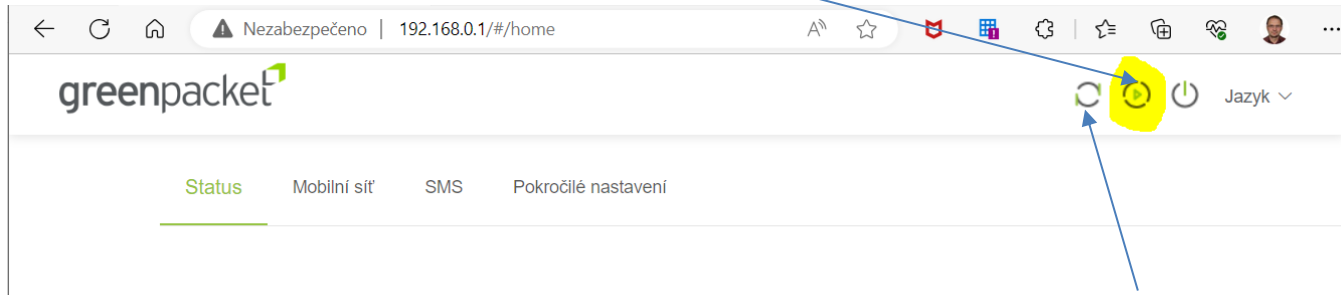 Nezabezpečeno | 192.168.0.1/#/home
greenpacket
Jazyk
Status Mobilní síť SMS Pokročilé nastavení